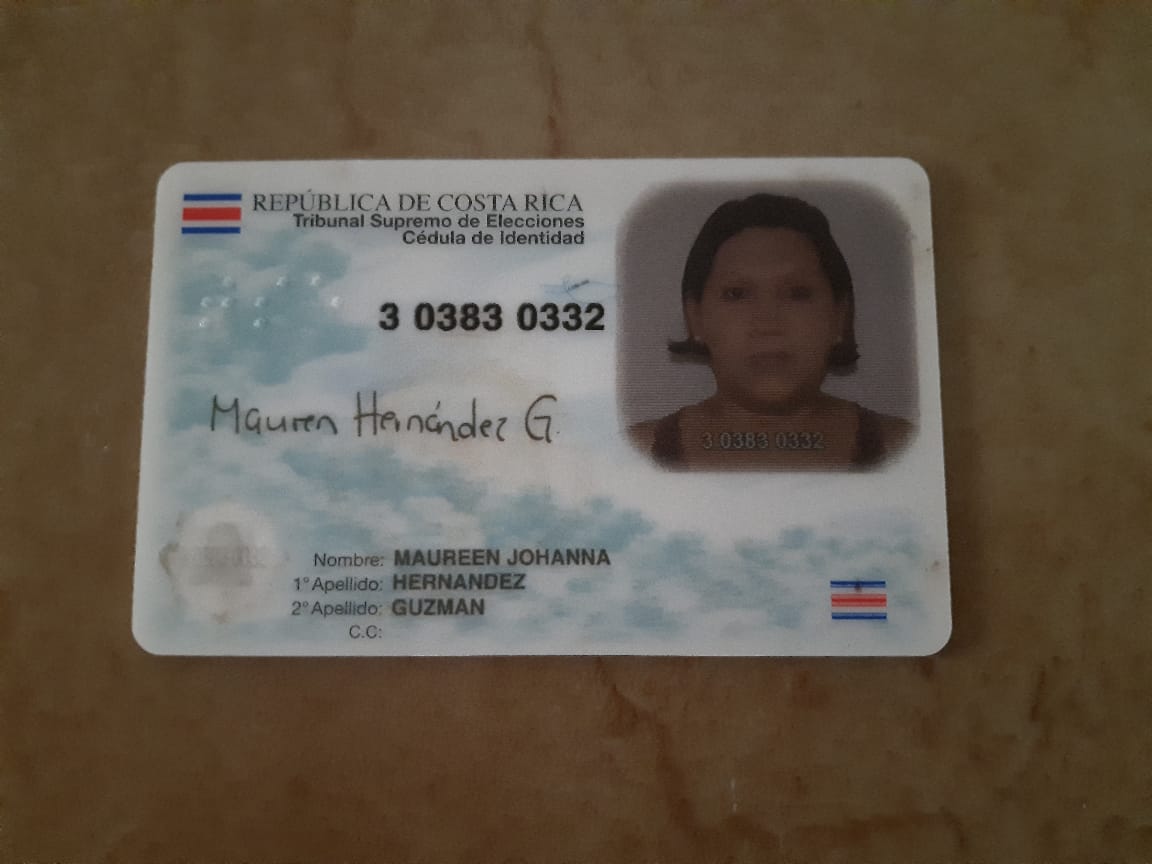 REPÚBLICA DE COSTA RICA
Tribunal Supremo de Elecciones
Cédula de Identidad
3 0383 0332
Mauren Hernández G.
3 0383 0332
Nombre: MAUREEN JOHANNA
1° Apellido: HERNANDEZ
2° Apellido: GUZMAN
C.C: